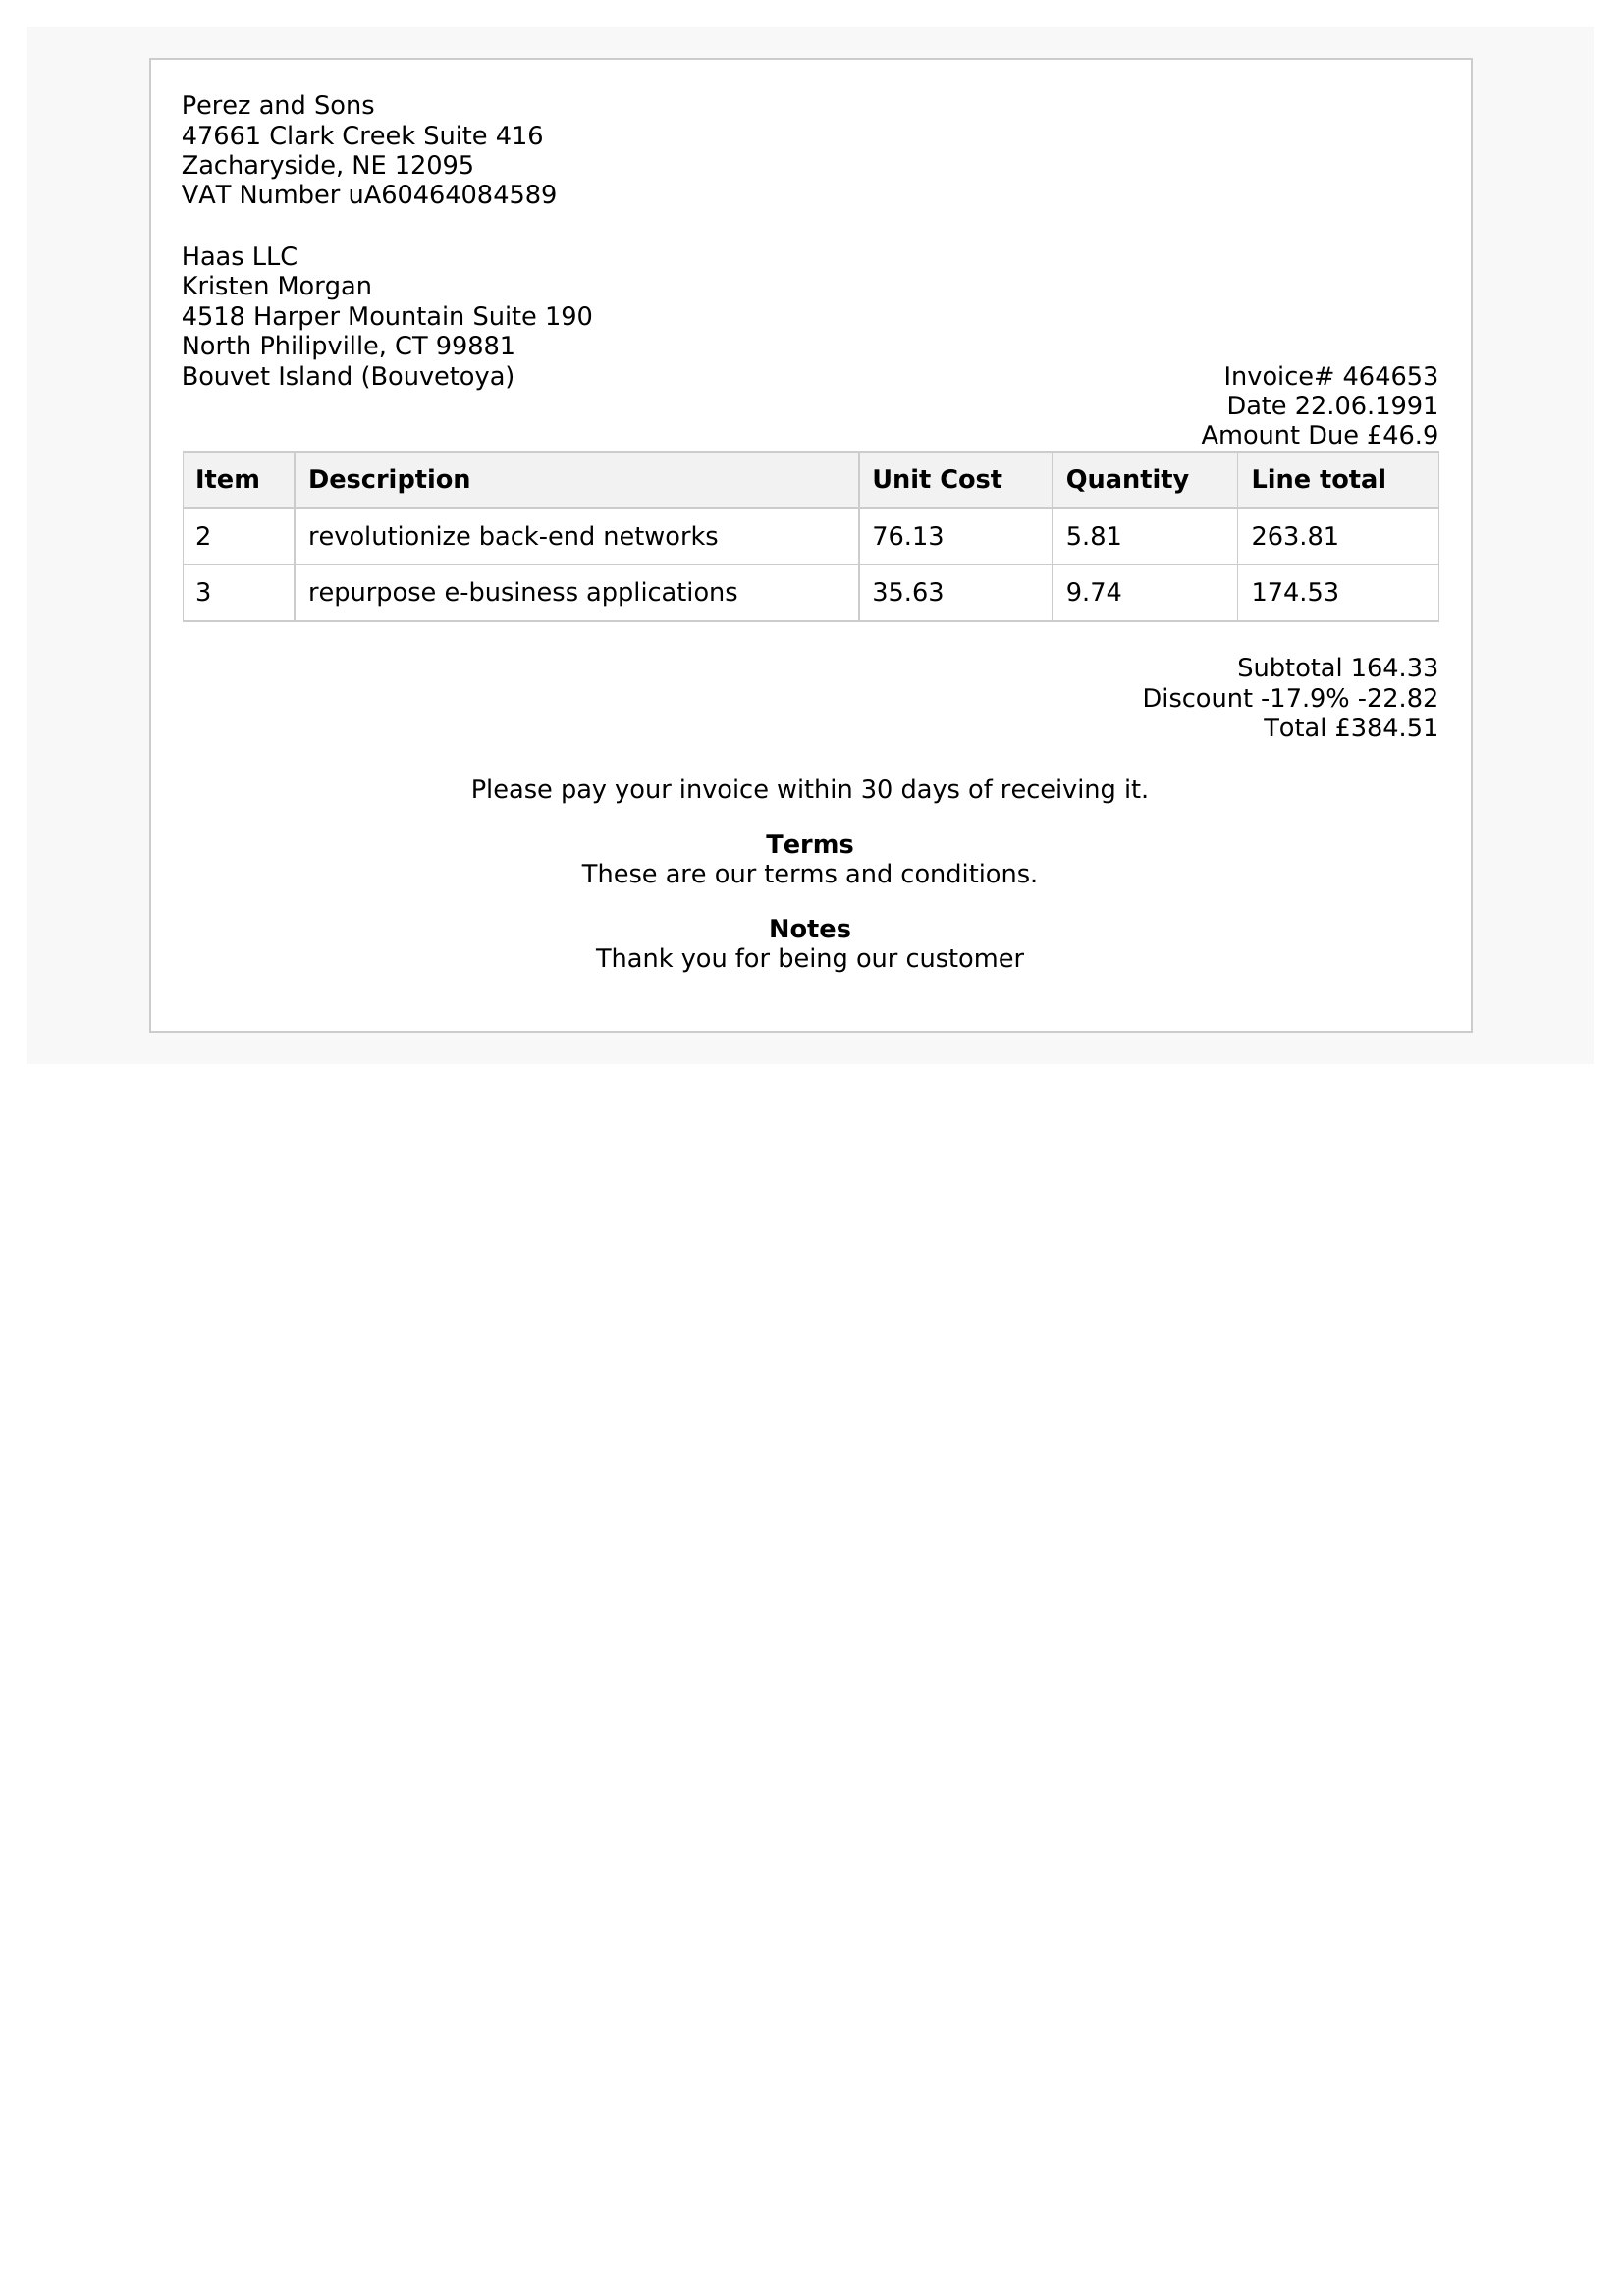 Perez and Sons
47661 Clark Creek Suite 416
Zacharyside, NE 12095
VAT Number uA60464084589
Haas LLC
Kristen Morgan
4518 Harper Mountain Suite 190
North Philipville, CT 99881
Bouvet Island (Bouvetoya)
Invoice# 464653
Date 22.06.1991
Amount Due £46.9
Item Description Unit Cost Quantity Line total
2 revolutionize back-end networks 76.13 5.81 263.81
3 repurpose e-business applications 35.63 9.74 174.53
Subtotal 164.33
Discount -17.9% -22.82
Total £384.51
Please pay your invoice within 30 days of receiving it.
Terms
These are our terms and conditions.
Notes
Thank you for being our customer